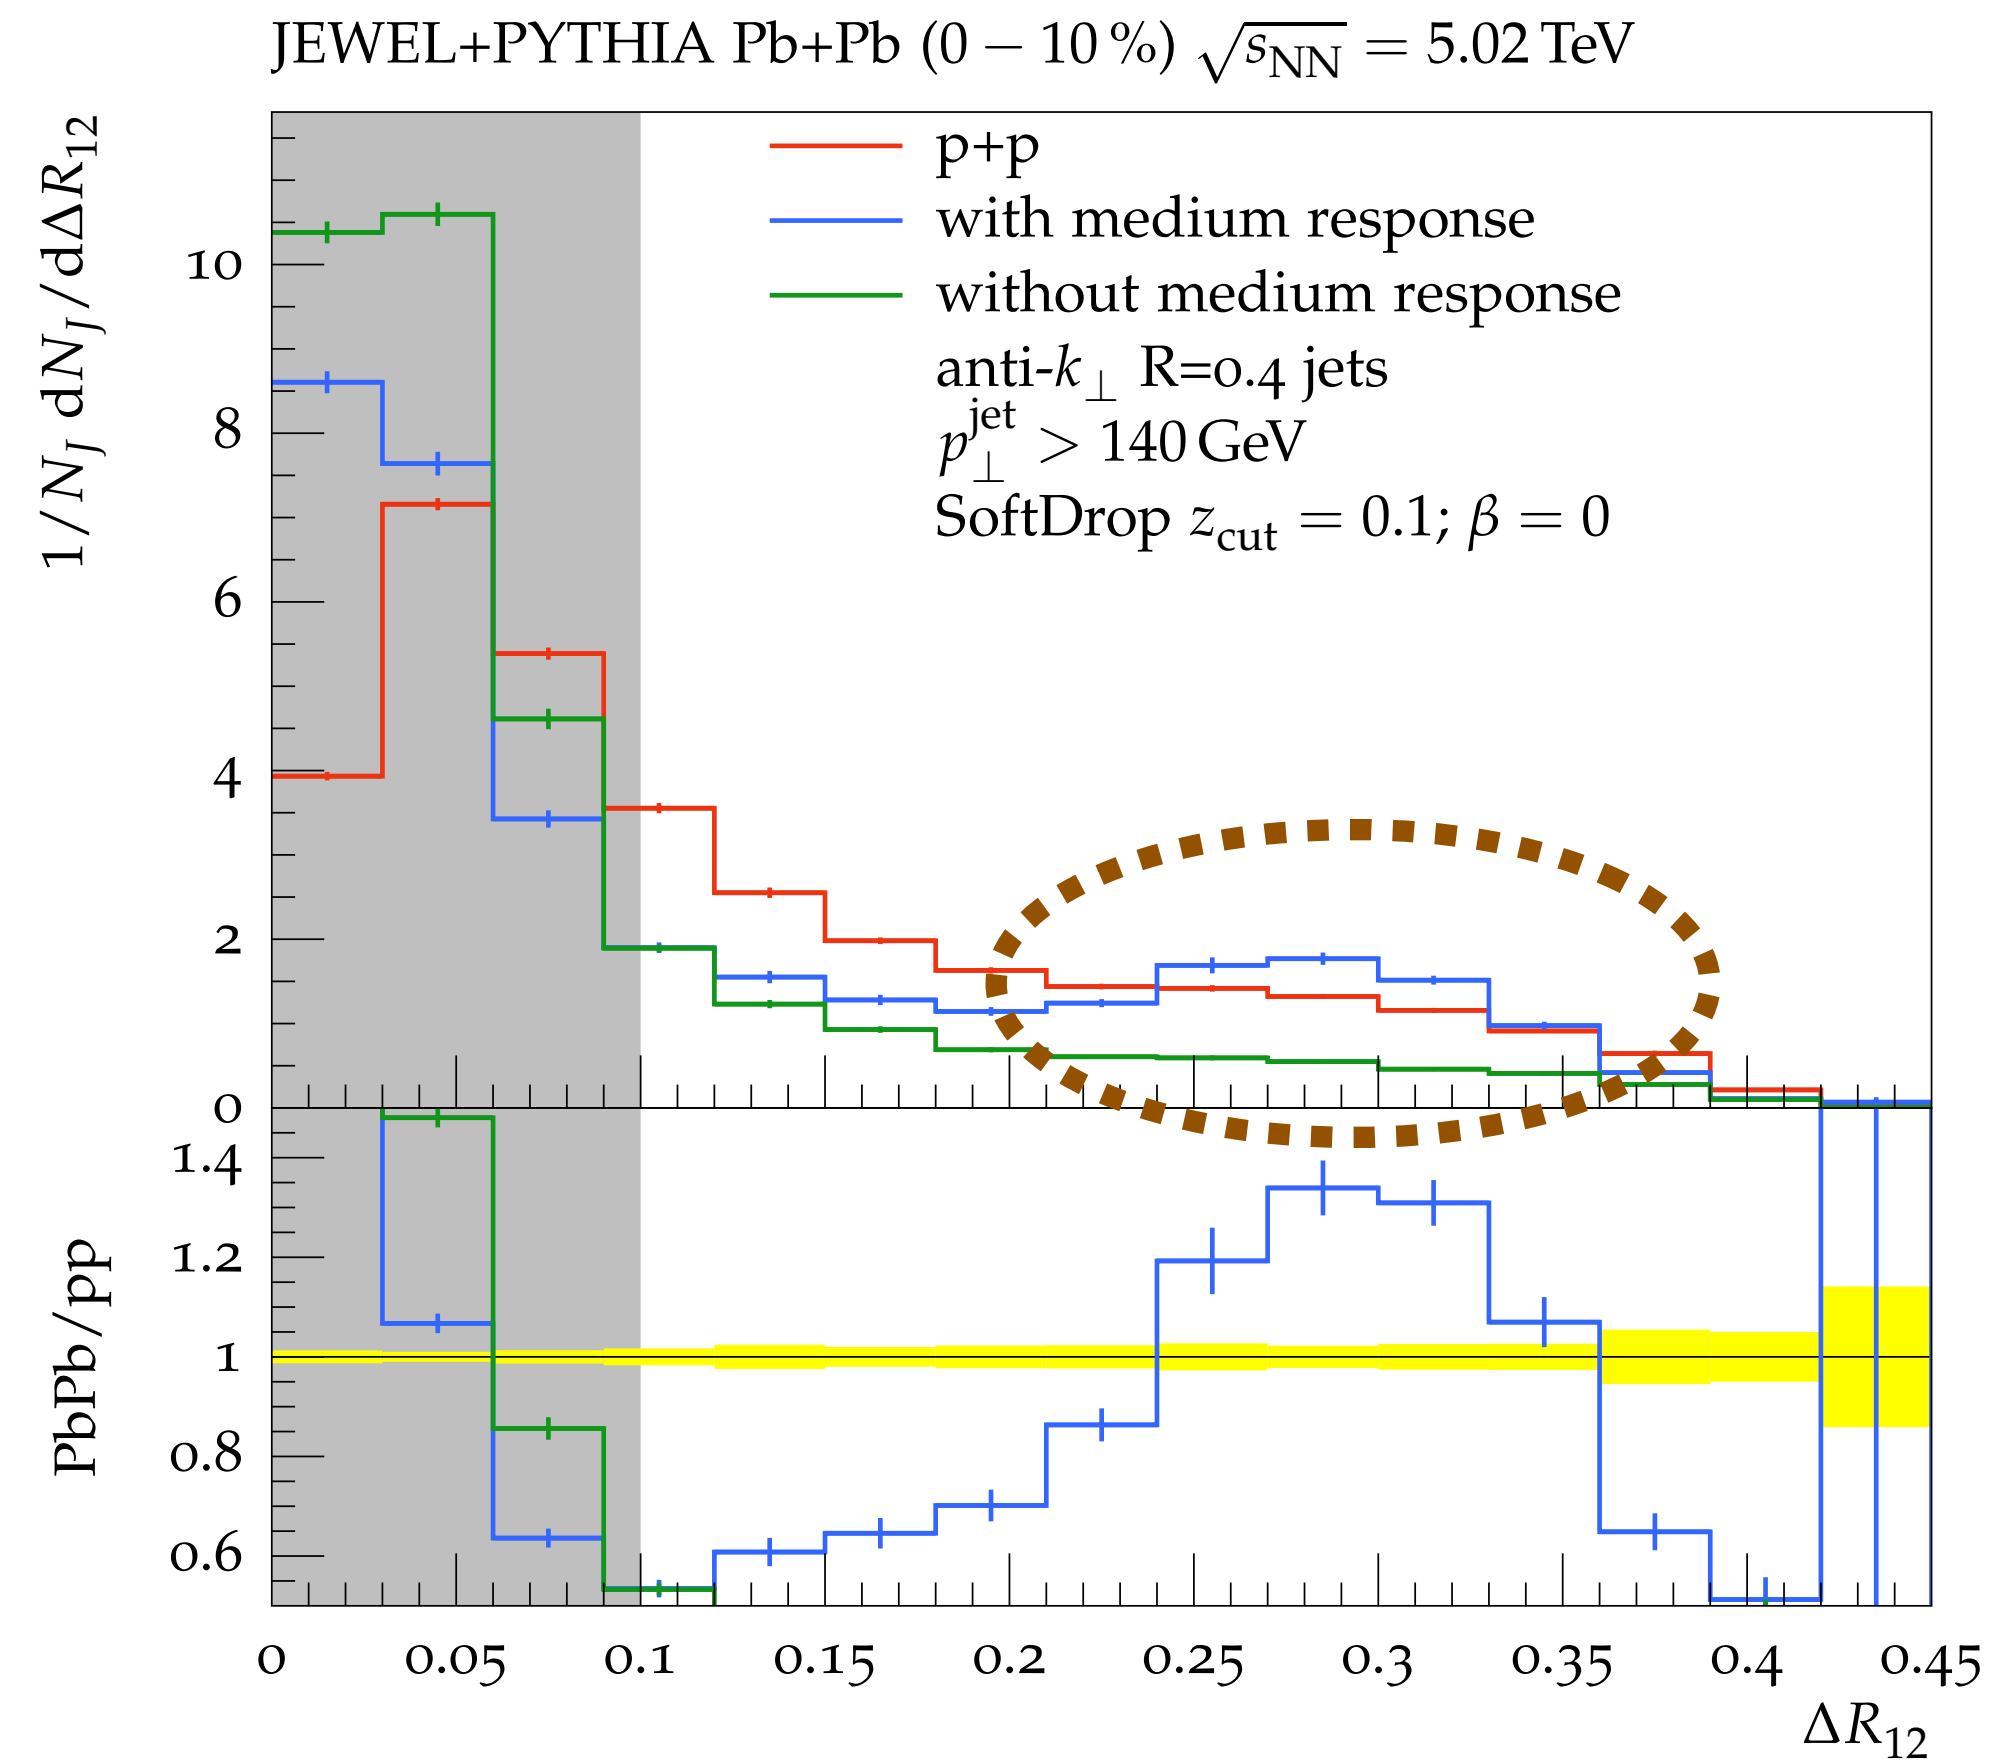 JEWEL+PYTHIA Pb+Pb (0 – 10 %) √sNN = 5.02 TeV
1/NJ dNJ/dΔR12
p+p
with medium response
without medium response
anti-k⊥ R=0.4 jets
p⊥jet > 140 GeV
SoftDrop zcut = 0.1; β = 0
10
8
6
4
2
0
PbPb/pp
1.4
1.2
1
0.8
0.6
0 0.05 0.1 0.15 0.2 0.25 0.3 0.35 0.4 0.45
ΔR12